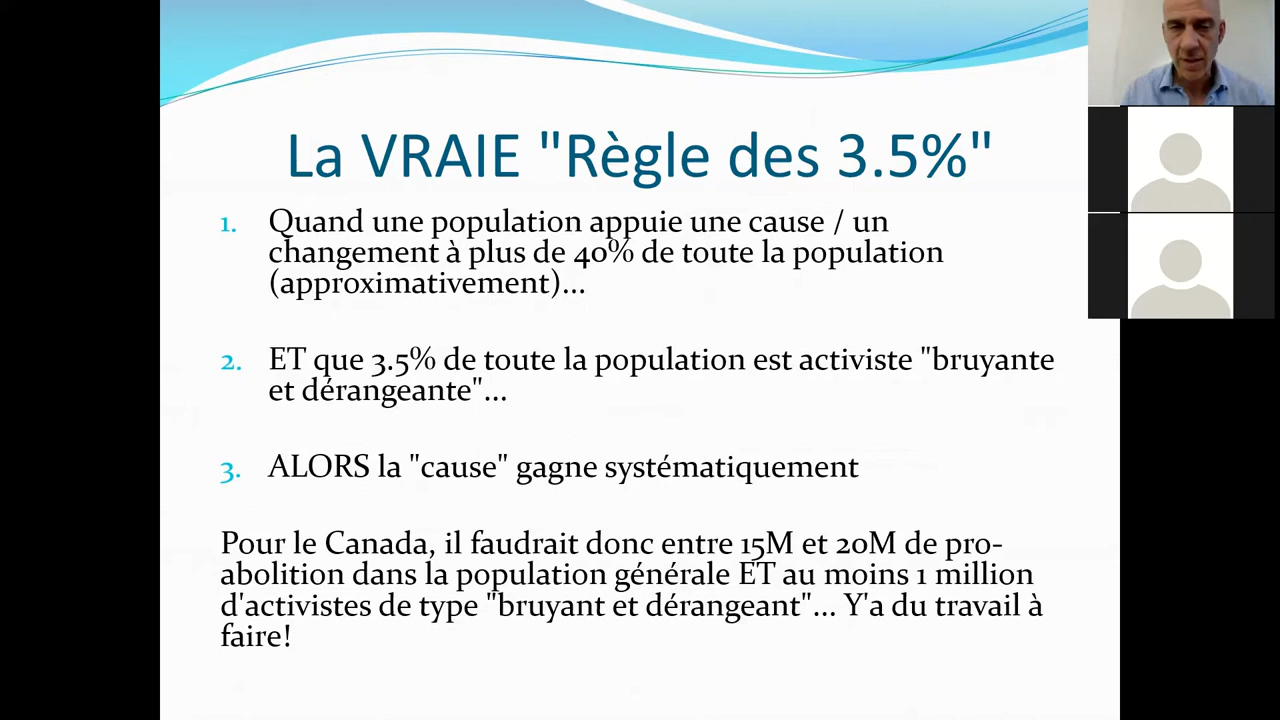 La VRAIE "Règle des 3.5%"
1. Quand une population appuie une cause / un
changement à plus de 40% de toute la population
(approximativement)...
2. ET que 3.5% de toute la population est activiste "bruyante
et dérangeante"...
3. ALORS la "cause" gagne systématiquement
Pour le Canada, il faudrait donc entre 15M et 20M de pro-
abolition dans la population générale ET au moins 1 million
d'activistes de type "bruyant et dérangeant"... Y'a du travail à
faire!